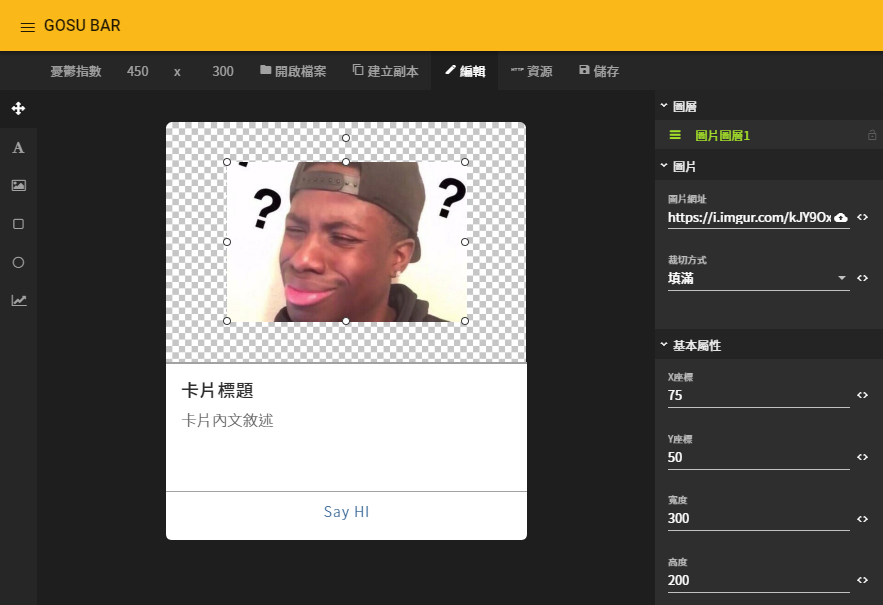 GOSU BAR
憂鬱指數 450 x 300 開啟檔案 建立副本 編輯 HTTP 資源 儲存
A
? ?
卡片標題
卡片內文敘述
Say HI
圖層
圖片圖層1
圖片
圖片網址
https://i.imgur.com/kJY9Ox
裁切方式
填滿
基本屬性
X座標
75
Y座標
50
寬度
300
高度
200